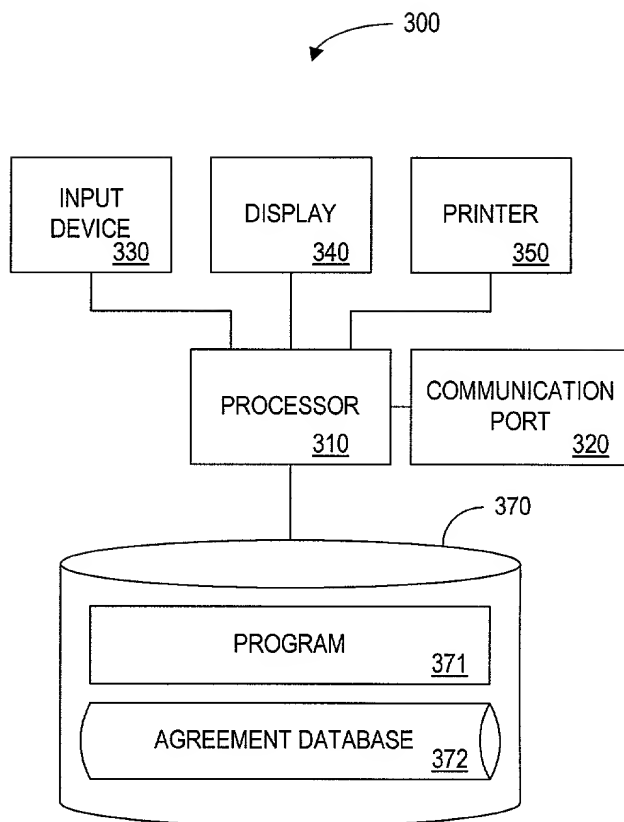 300
INPUT
DEVICE
330
DISPLAY
340
PRINTER
350
PROCESSOR
310
COMMUNICATION
PORT
320
370
PROGRAM
371
AGREEMENT DATABASE
372